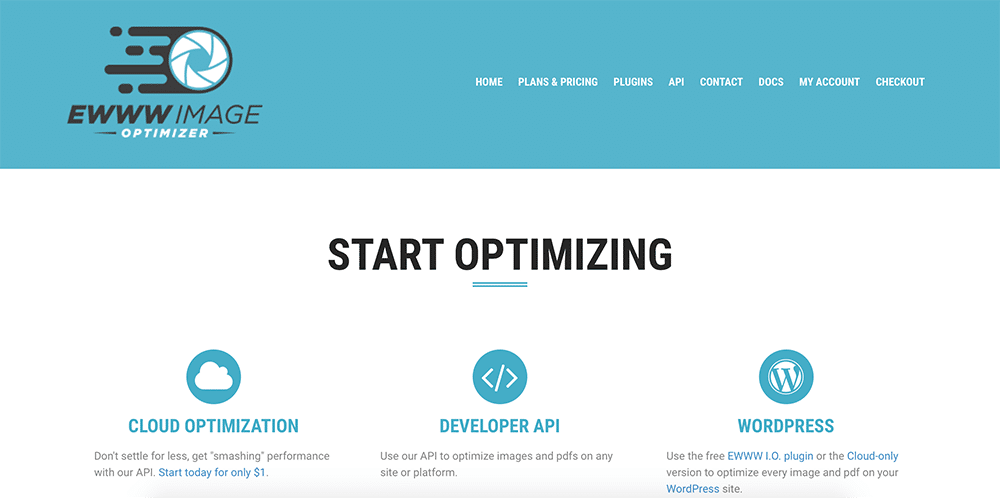 EWWW IMAGE
OPTIMIZER
HOME PLANS & PRICING PLUGINS API CONTACT DOCS MY ACCOUNT CHECKOUT
START OPTIMIZING
CLOUD OPTIMIZATION
Don't settle for less, get "smashing" performance
with our API. Start today for only $1.
DEVELOPER API
Use our API to optimize images and pdfs on any
site or platform.
WORDPRESS
Use the free EWWW I.O. plugin or the Cloud-only
version to optimize every image and pdf on your
WordPress site.